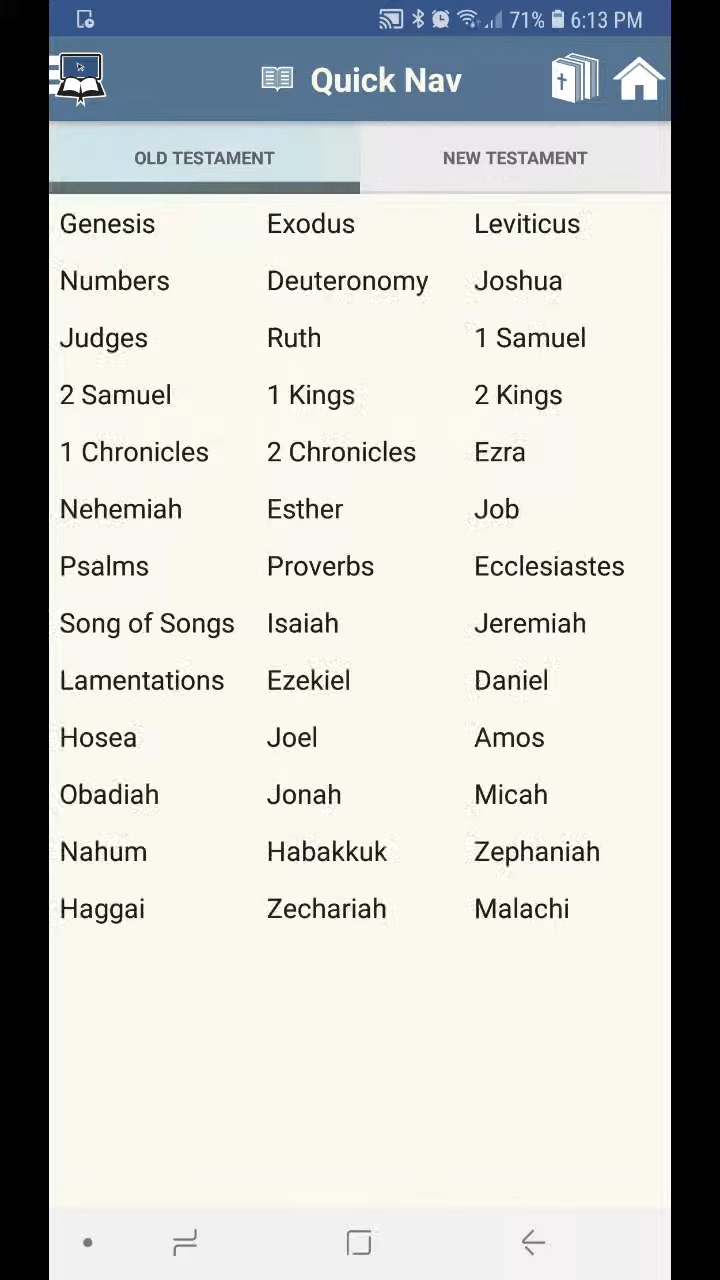 71% 6:13 PM
Quick Nav
OLD TESTAMENT NEW TESTAMENT
Genesis Exodus Leviticus
Numbers Deuteronomy Joshua
Judges Ruth 1 Samuel
2 Samuel 1 Kings 2 Kings
1 Chronicles 2 Chronicles Ezra
Nehemiah Esther Job
Psalms Proverbs Ecclesiastes
Song of Songs Isaiah Jeremiah
Lamentations Ezekiel Daniel
Hosea Joel Amos
Obadiah Jonah Micah
Nahum Habakkuk Zephaniah
Haggai Zechariah Malachi